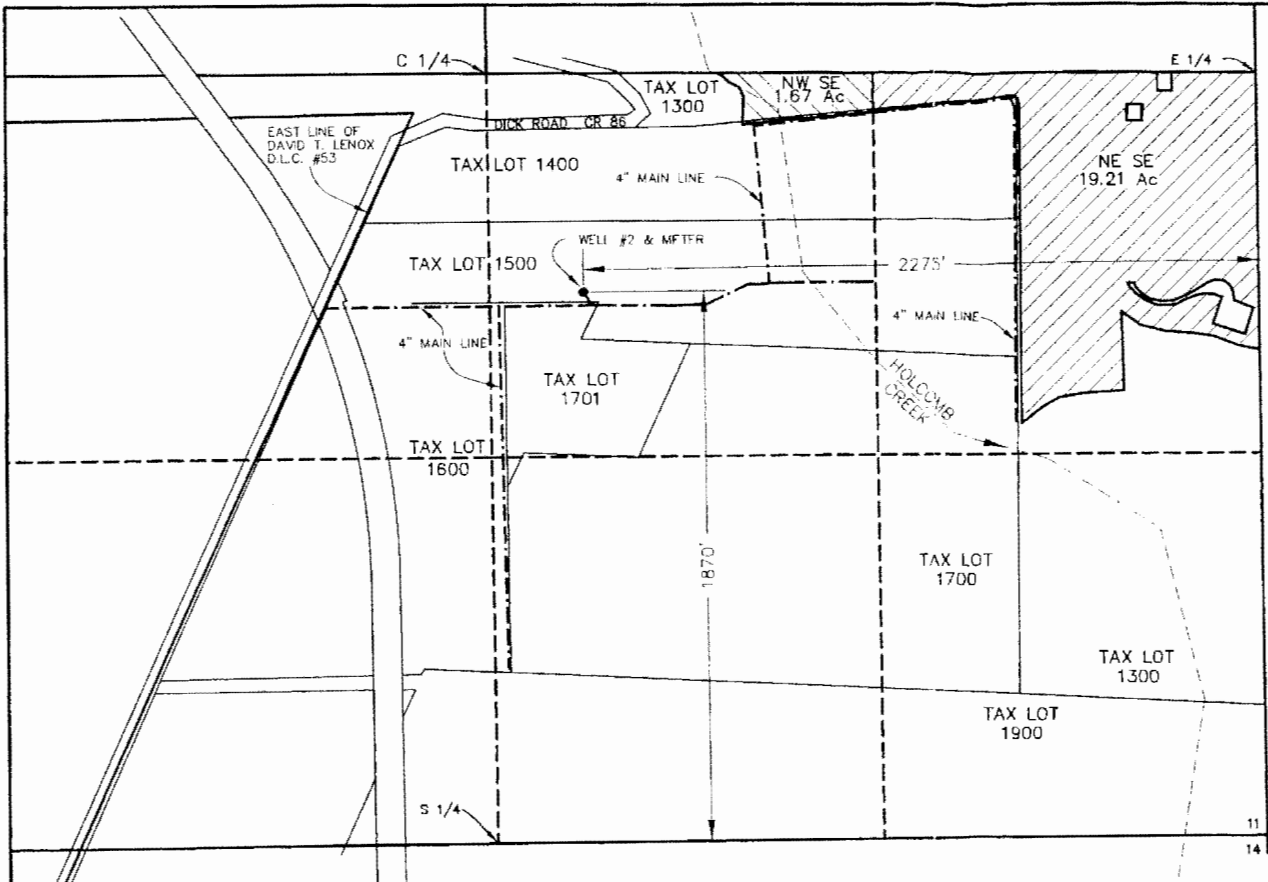 C 1/4
E 1/4
TAX LOT
1300
NW SE
1.67 Ac
EAST LINE OF
DAVID T. LENOX
D.L.C. #53
DICK ROAD CR 86
TAX LOT 1400
4" MAIN LINE
NE SE
19.21 Ac
WELL #2 & METER
TAX LOT 1500
2275'
4" MAIN LINE
4" MAIN LINE
TAX LOT
1701
HOLCOMB
CREEK
TAX LOT
1600
1870'
TAX LOT
1700
TAX LOT
1300
TAX LOT
1900
S 1/4
11
14